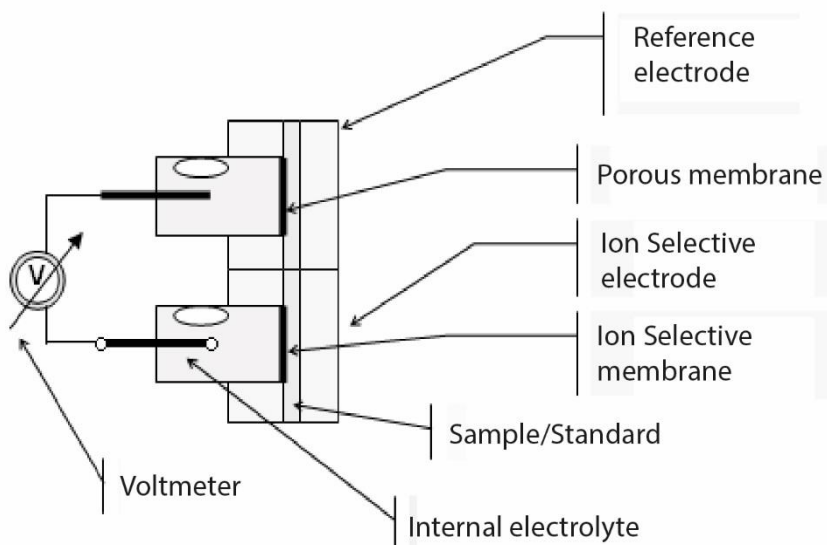 Reference
electrode
Porous membrane
Ion Selective
electrode
Ion Selective
membrane
Sample/Standard
V
Voltmeter
Internal electrolyte